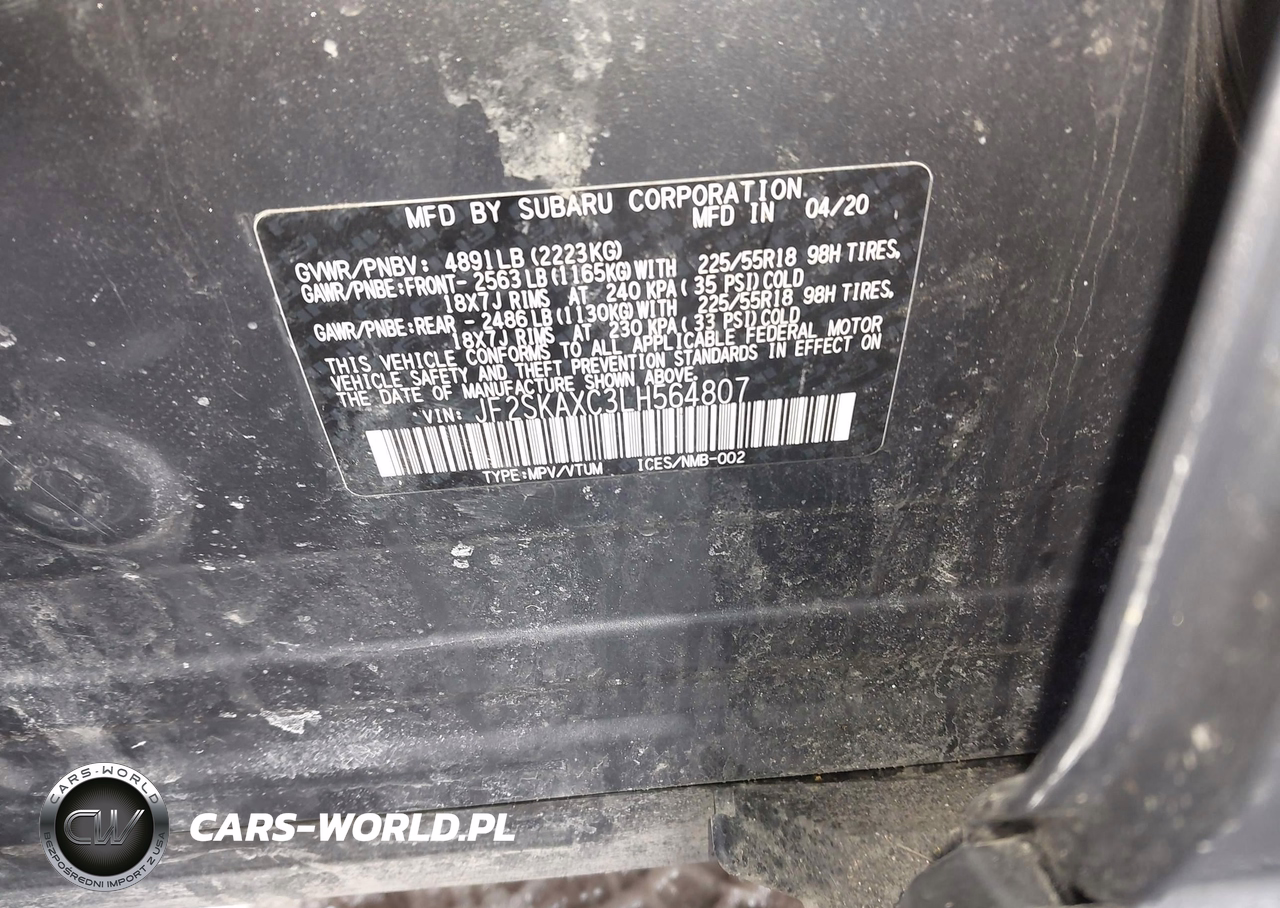 MFD BY SUBARU CORPORATION
MFD IN 04/20
GVWR/PNBV: 4891LB(2223KG)
GAWR/PNBE:FRONT- 2563 LB(1165KG)WITH 225/55R18 98H TIRES,
18X7J RIMS AT 240 KPA( 35 PSI)COLD
GAWR/PNBE:REAR - 2486 LB(1130KG)WITH 225/55R18 98H TIRES,
18X7J RIMS AT 230 KPA( 33 PSI)COLD
THIS VEHICLE CONFORMS TO ALL APPLICABLE FEDERAL MOTOR
VEHICLE SAFETY AND THEFT PREVENTION STANDARDS IN EFFECT ON
THE DATE OF MANUFACTURE SHOWN ABOVE.
VIN: JF2SKAXC3LH564807
TYPE:MPV/VTUM ICES/NMB-002
CARS-WORLD
CW
BEZPOŚREDNI IMPORT Z USA
CARS-WORLD.PL